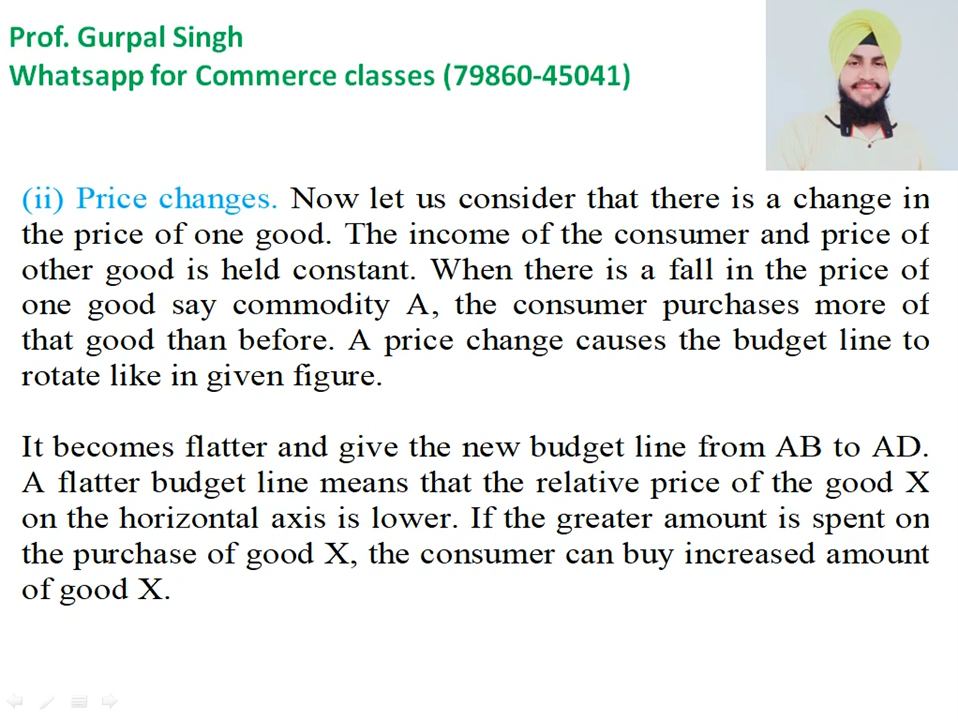 Prof. Gurpal Singh
Whatsapp for Commerce classes (79860-45041)
(ii) Price changes. Now let us consider that there is a change in
the price of one good. The income of the consumer and price of
other good is held constant. When there is a fall in the price of
one good say commodity A, the consumer purchases more of
that good than before. A price change causes the budget line to
rotate like in given figure.
It becomes flatter and give the new budget line from AB to AD.
A flatter budget line means that the relative price of the good X
on the horizontal axis is lower. If the greater amount is spent on
the purchase of good X, the consumer can buy increased amount
of good X.